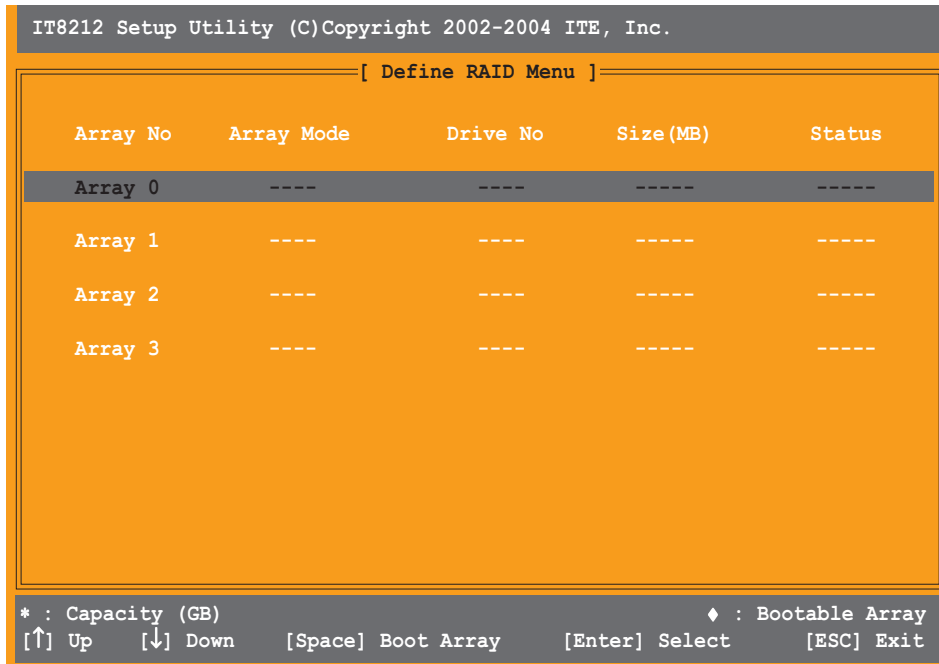 IT8212 Setup Utility (C)Copyright 2002-2004 ITE, Inc.
[ Define RAID Menu ]
Array No Array Mode Drive No Size(MB) Status
Array 0 ---- ---- ----- -----
Array 1 ---- ---- ----- -----
Array 2 ---- ---- ----- -----
Array 3 ---- ---- ----- -----
* : Capacity (GB) ♦ : Bootable Array
[↑] Up [↓] Down [Space] Boot Array [Enter] Select [ESC] Exit